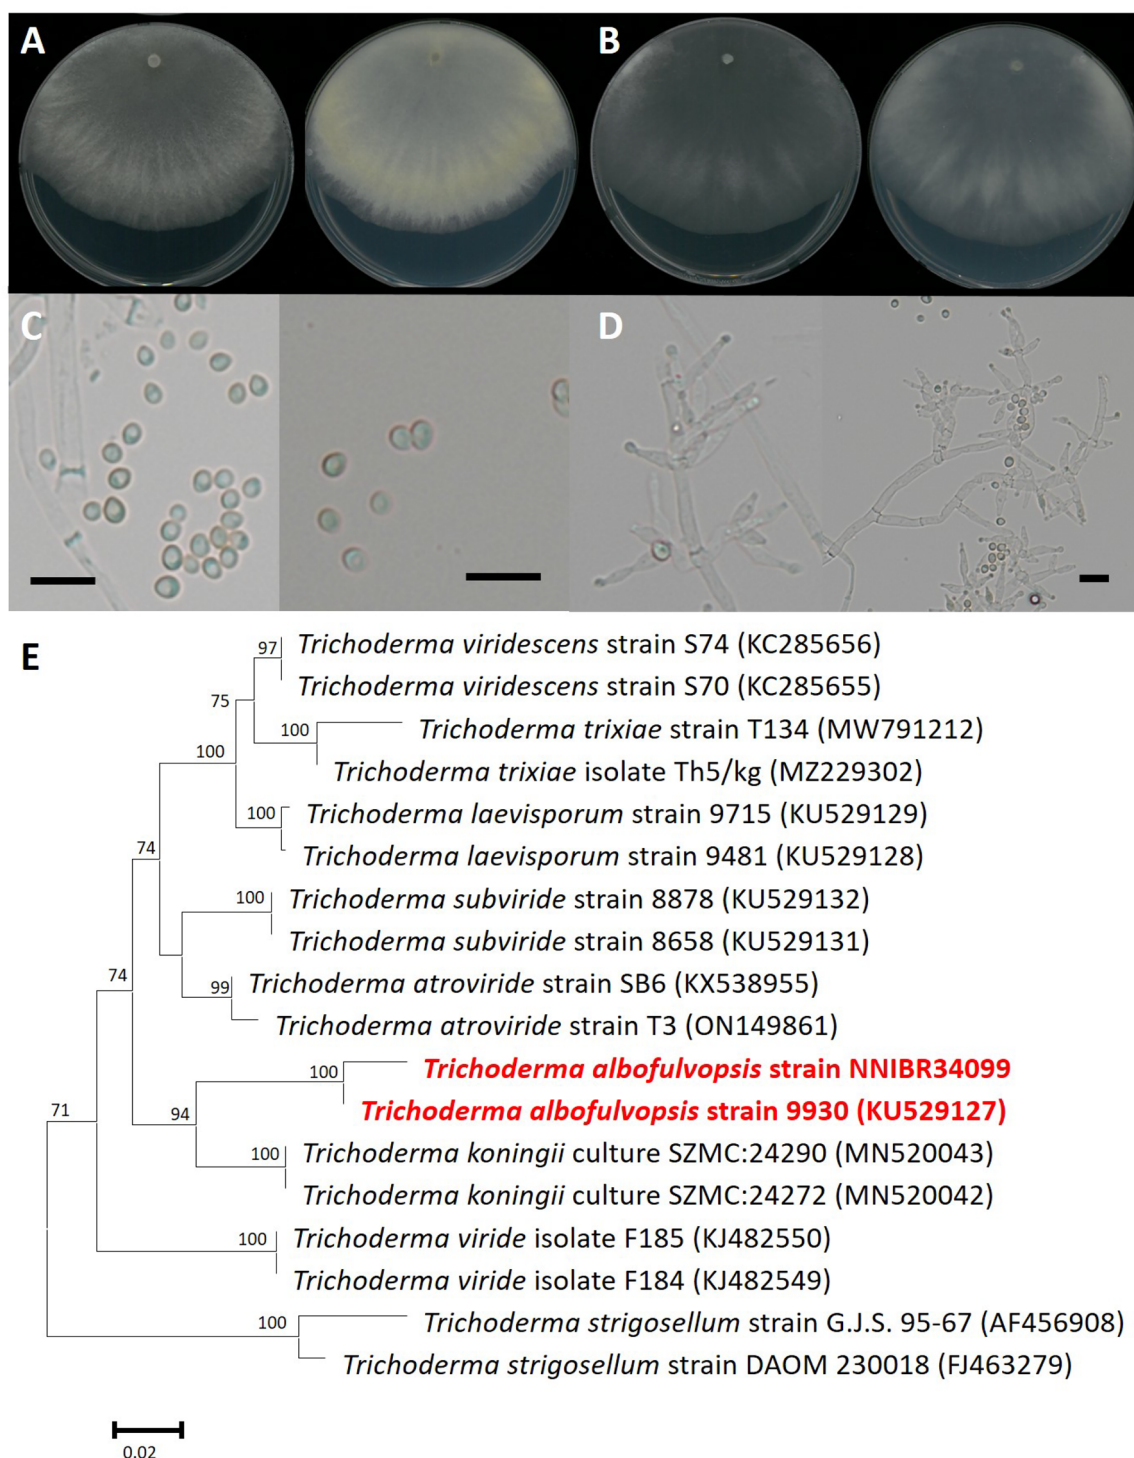 A
B
C
D
E
97
Trichoderma viridescens strain S74 (KC285656)
Trichoderma viridescens strain S70 (KC285655)
75
100
Trichoderma trixiae strain T134 (MW791212)
100
Trichoderma trixiae isolate Th5/kg (MZ229302)
100
Trichoderma laevisporum strain 9715 (KU529129)
74
Trichoderma laevisporum strain 9481 (KU529128)
100
Trichoderma subviride strain 8878 (KU529132)
Trichoderma subviride strain 8658 (KU529131)
74
99
Trichoderma atroviride strain SB6 (KX538955)
Trichoderma atroviride strain T3 (ON149861)
100
Trichoderma albofulvopsis strain NNIBR34099
71
94
Trichoderma albofulvopsis strain 9930 (KU529127)
100
Trichoderma koningii culture SZMC:24290 (MN520043)
Trichoderma koningii culture SZMC:24272 (MN520042)
100
Trichoderma viride isolate F185 (KJ482550)
Trichoderma viride isolate F184 (KJ482549)
100
Trichoderma strigosellum strain G.J.S. 95-67 (AF456908)
Trichoderma strigosellum strain DAOM 230018 (FJ463279)
0.02